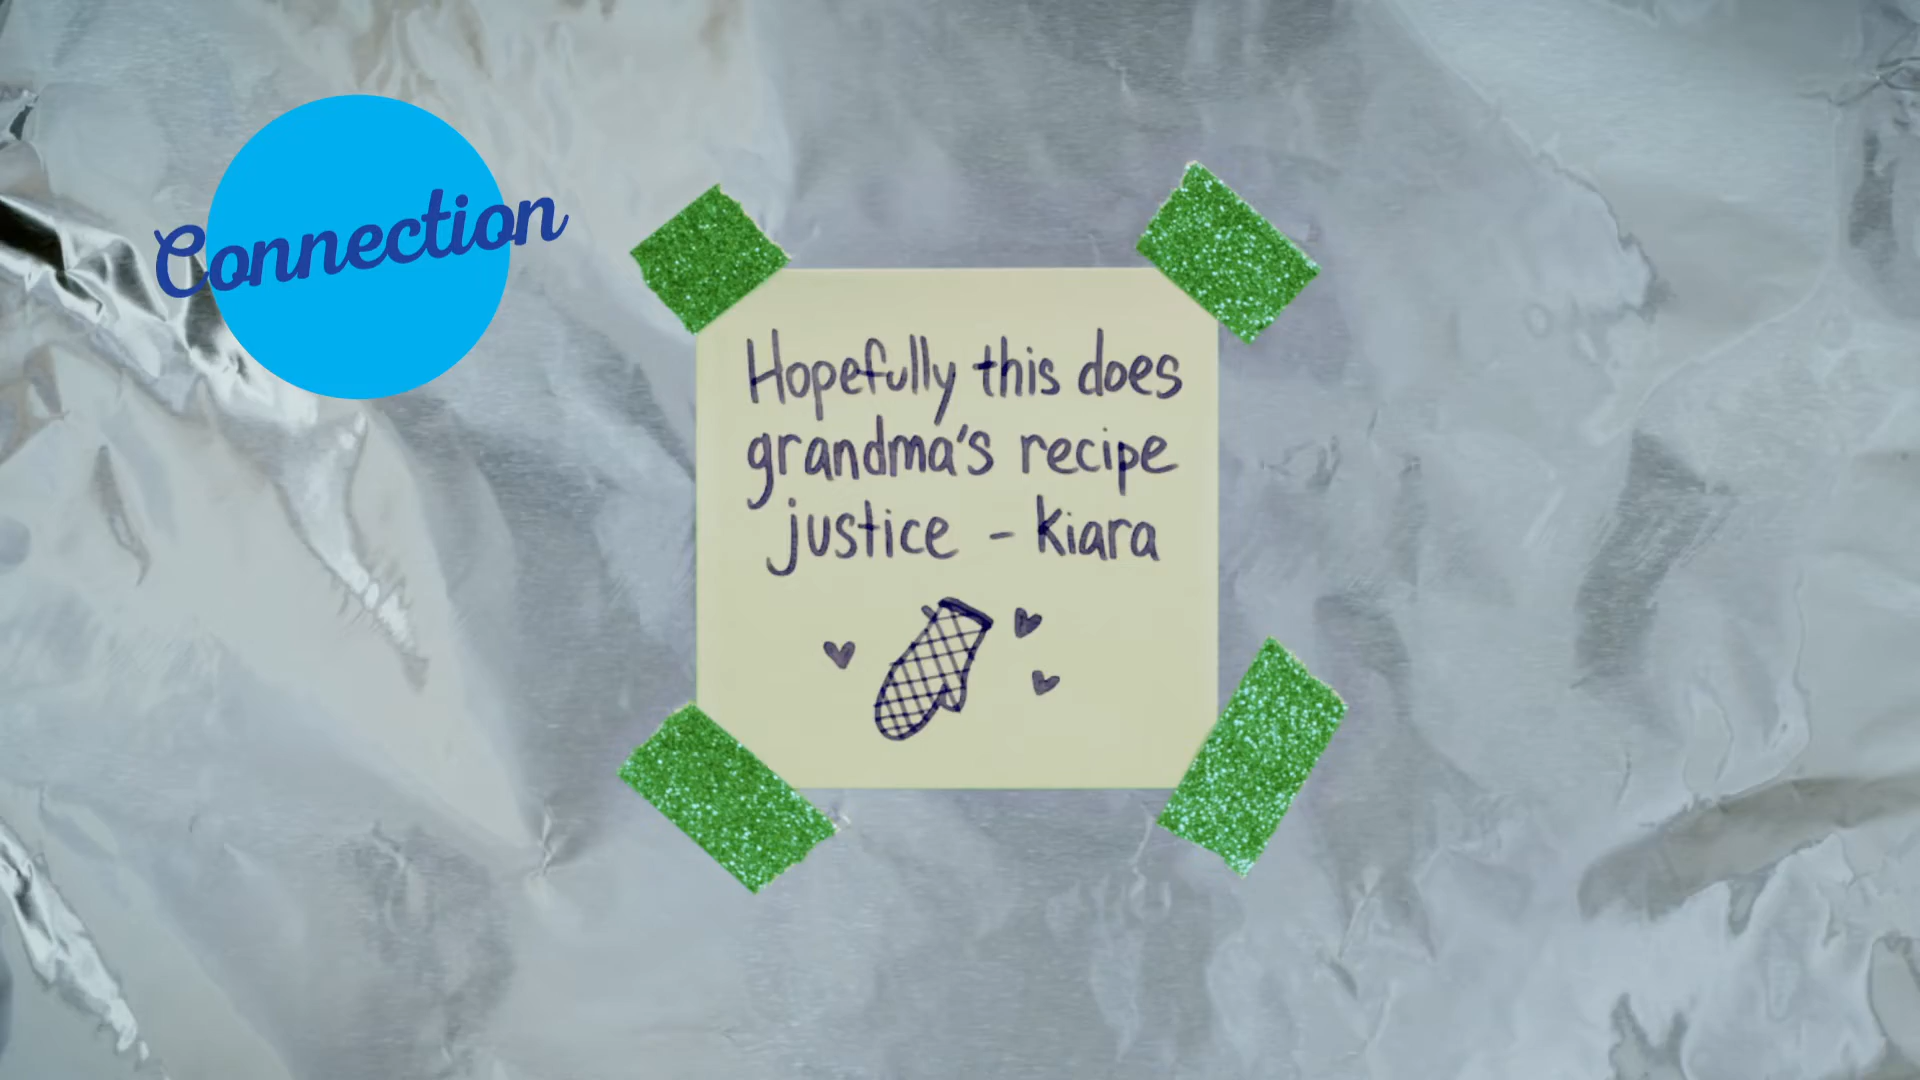 Connection
Hopefully this does
grandma's recipe
justice - kiara